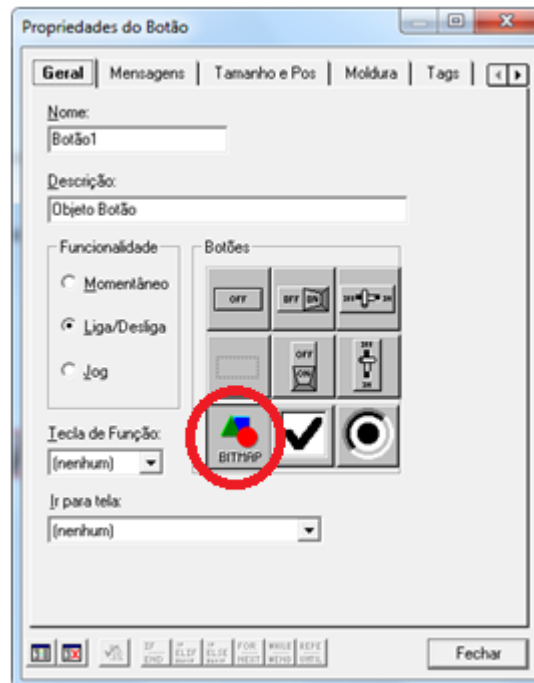 Propriedades do Botão
Geral Mensagens Tamanho e Pos Moldura Tags
Nome:
Botão1
Descrição:
Objeto Botão
Funcionalidade
Momentâneo
Liga/Desliga
Jog
Botões
OFF
OFF ON
OFF
ON
BITMAP
Tecla de Função:
(nenhum)
Ir para tela:
(nenhum)
IF END
FOR NEXT
WHILE WEND
REPE UNTIL
Fechar